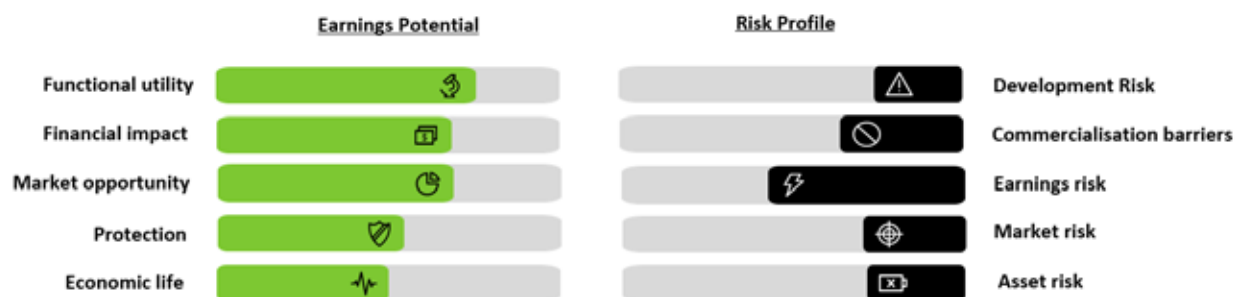 Earnings Potential
Risk Profile
Functional utility
Development Risk
Financial impact
Commercialisation barriers
Market opportunity
Earnings risk
Protection
Market risk
Economic life
Asset risk